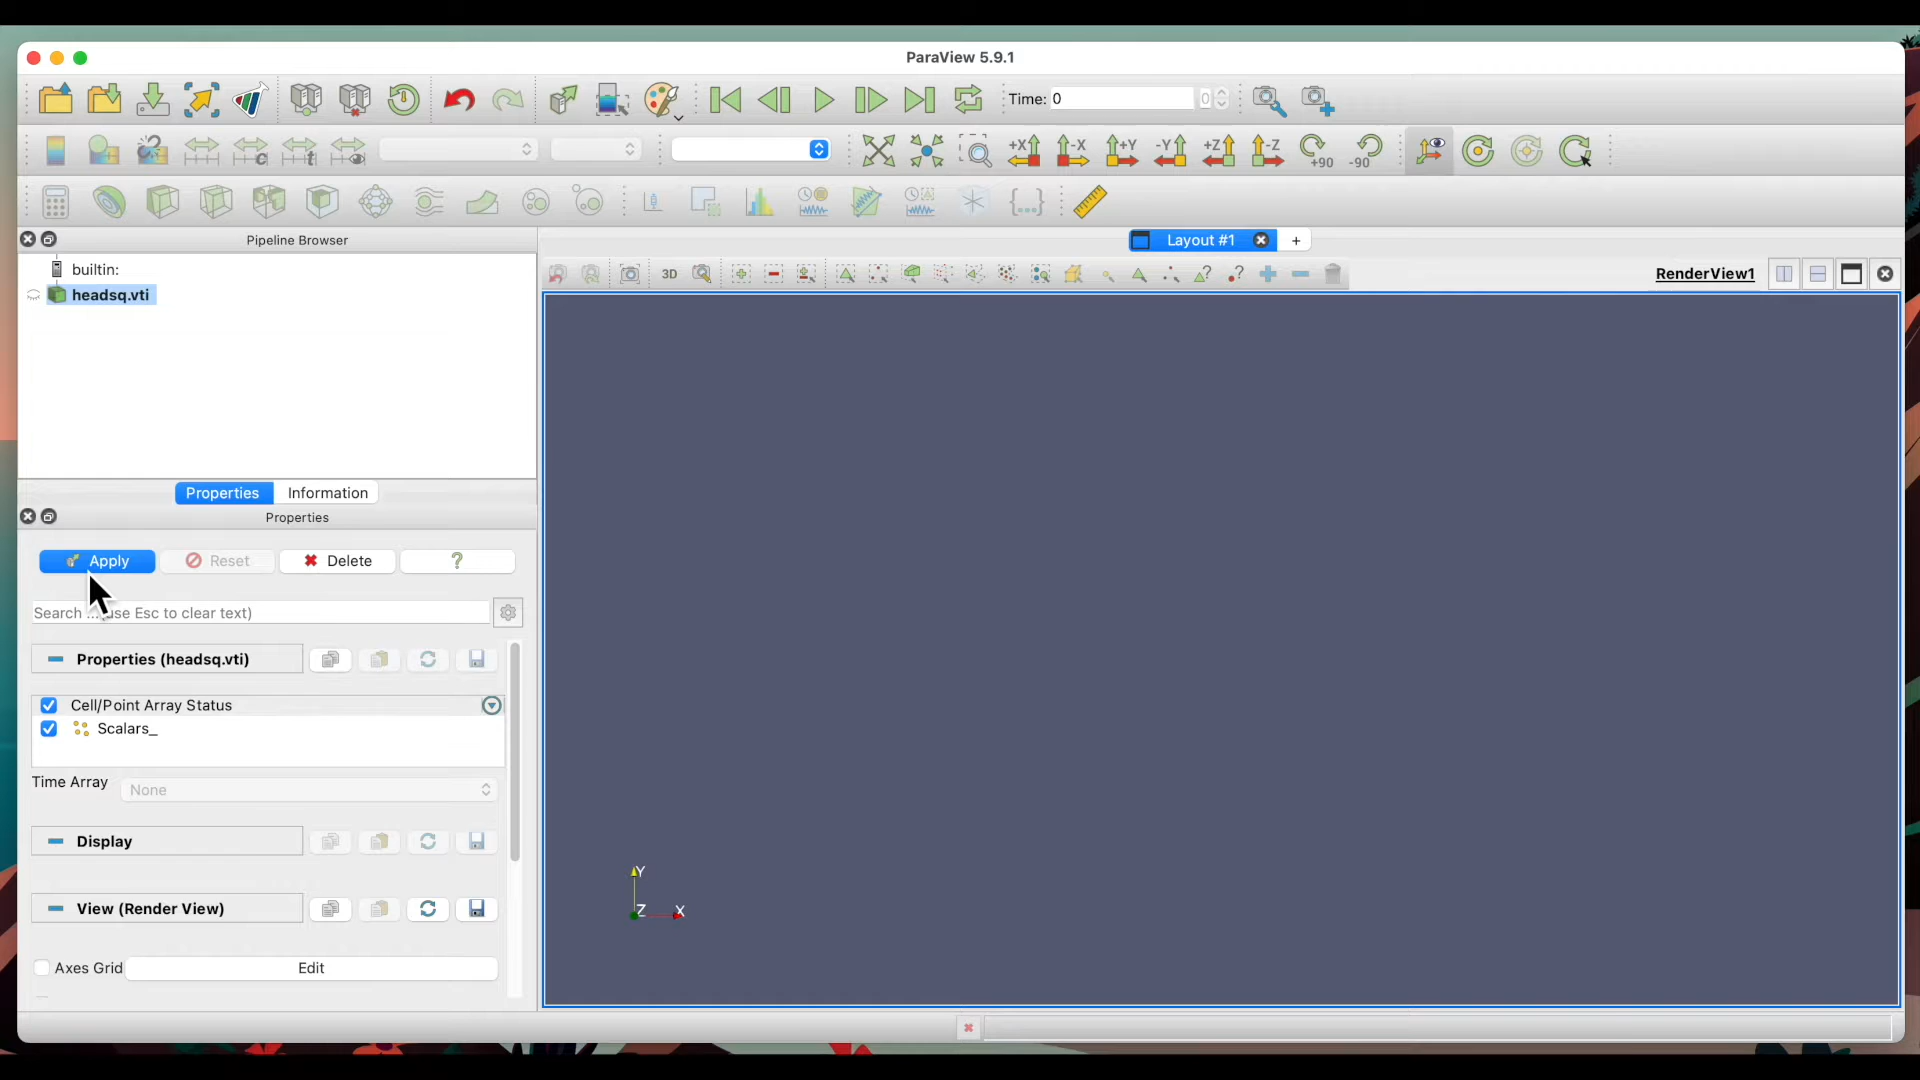 ParaView 5.9.1
Time: 0 0
+X -X +Y -Y +Z -Z +90 -90
Pipeline Browser
builtin:
headsq.vti
Layout #1 +
3D
RenderView1
Properties Information
Properties
Apply Reset Delete ?
Search ... use Esc to clear text)
Properties (headsq.vti)
Cell/Point Array Status
Scalars_
Time Array None
Display
View (Render View)
Axes Grid Edit
Y
Z X